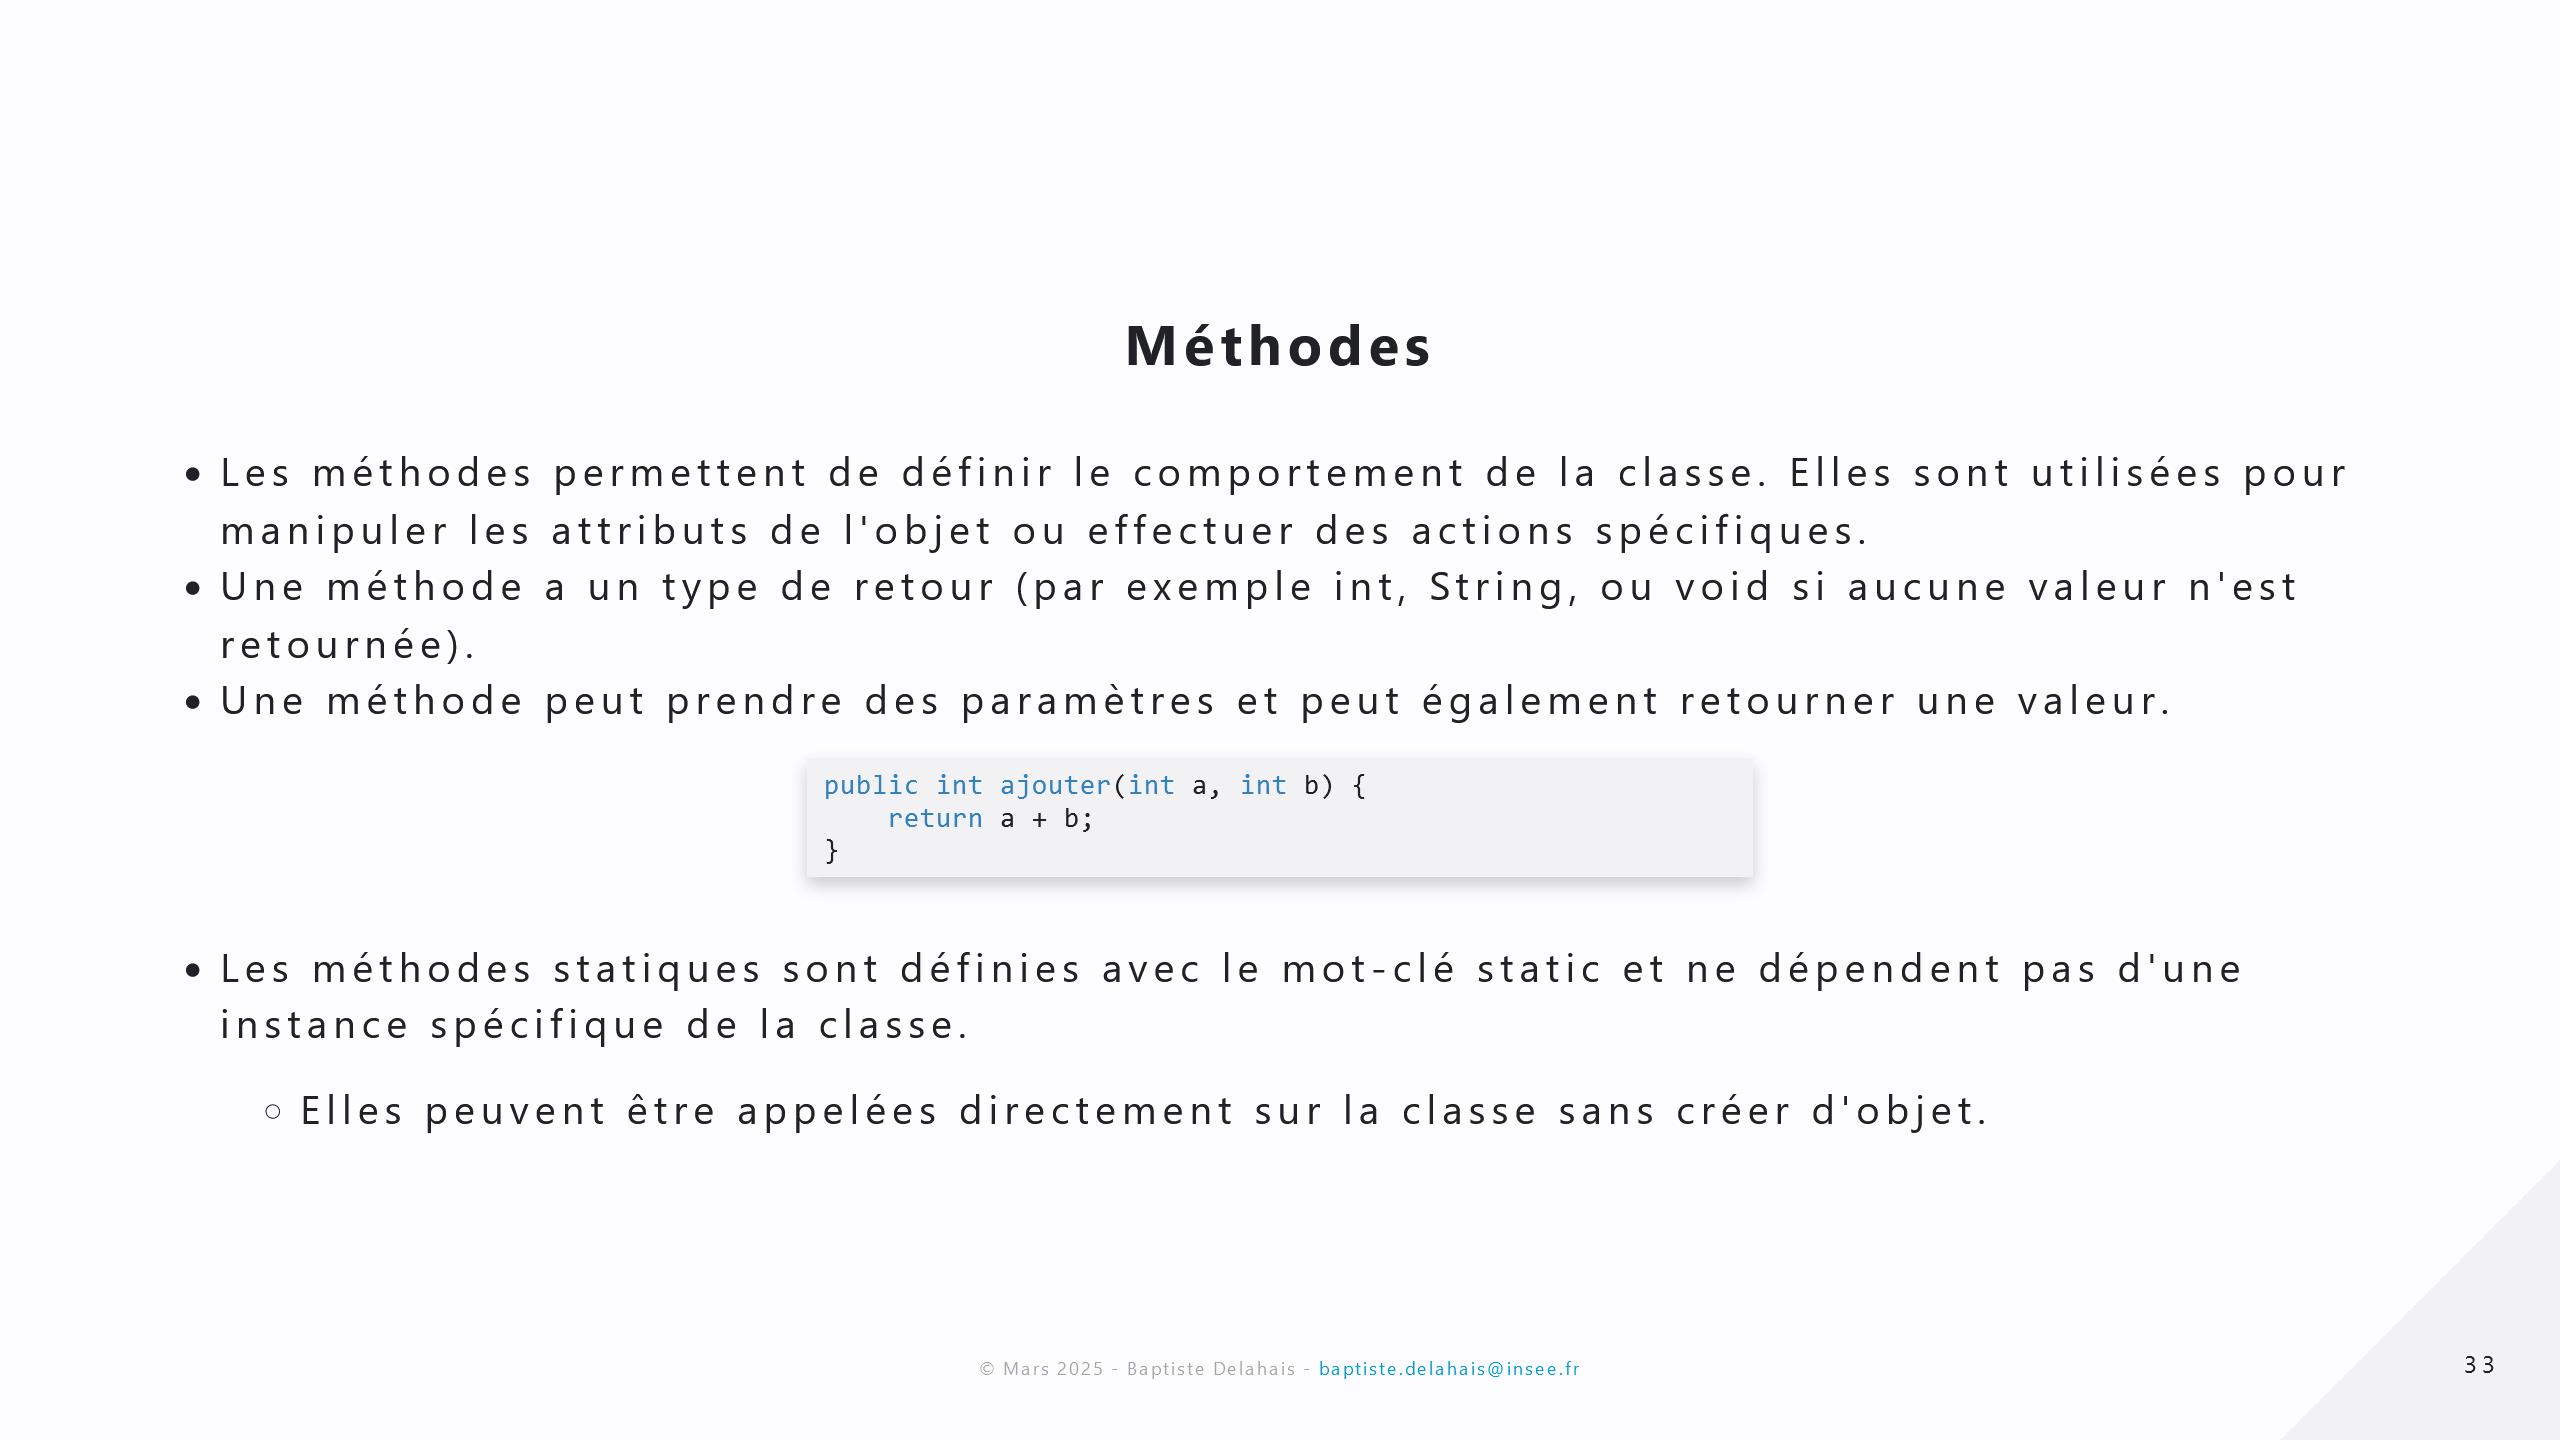 Méthodes
• Les méthodes permettent de définir le comportement de la classe. Elles sont utilisées pour
manipuler les attributs de l'objet ou effectuer des actions spécifiques.
• Une méthode a un type de retour (par exemple int, String, ou void si aucune valeur n'est
retournée).
• Une méthode peut prendre des paramètres et peut également retourner une valeur.
public int ajouter(int a, int b) {
    return a + b;
}
• Les méthodes statiques sont définies avec le mot-clé static et ne dépendent pas d'une
instance spécifique de la classe.
○ Elles peuvent être appelées directement sur la classe sans créer d'objet.
© Mars 2025 - Baptiste Delahais - baptiste.delahais@insee.fr
33